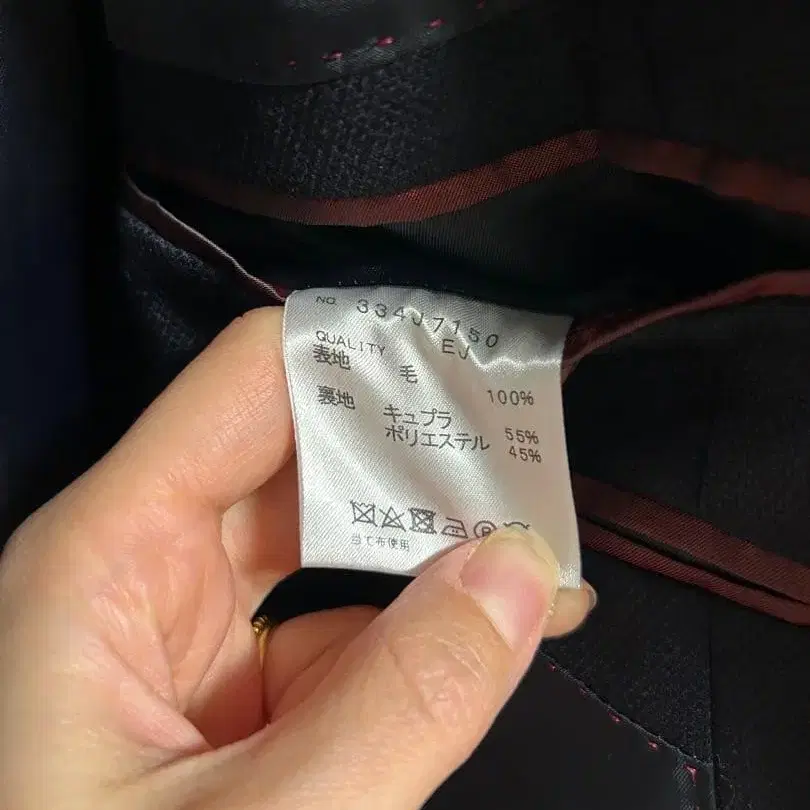 NO. 334J7150
QUALITY EJ
表地 毛 100%
裏地 キュプラ 55%
ポリエステル 45%
当て布使用